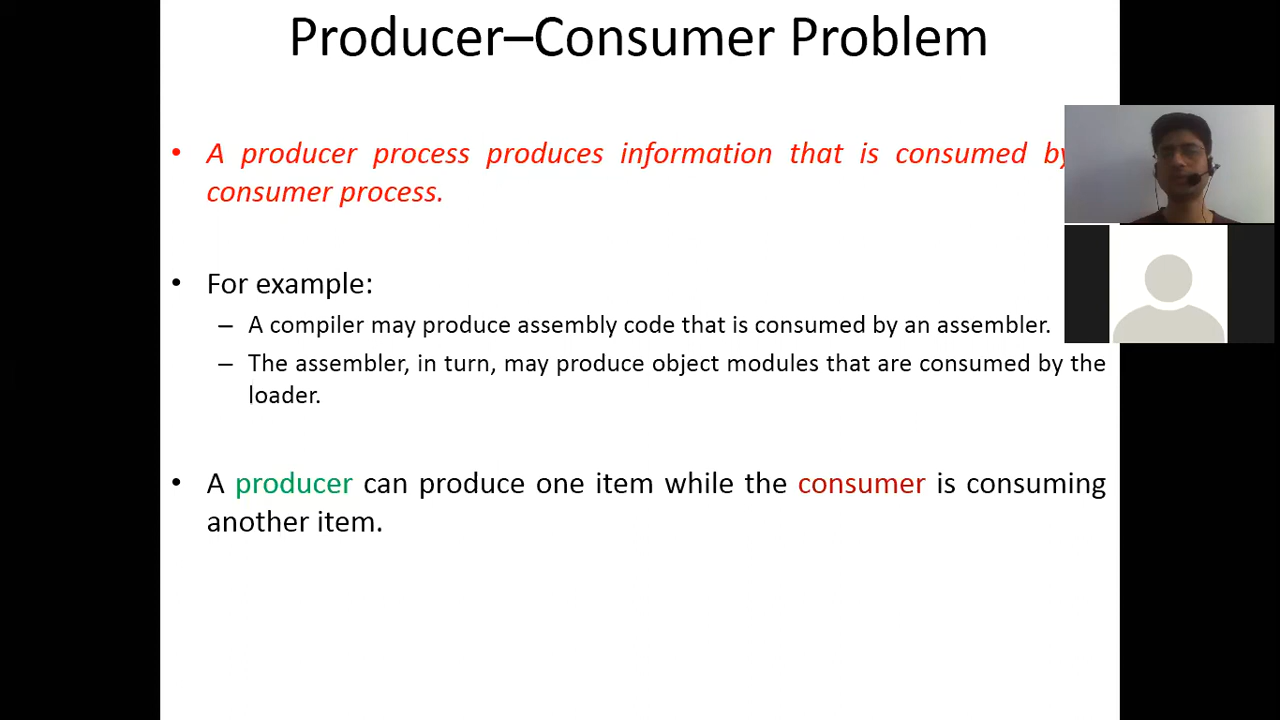 Producer–Consumer Problem
• A producer process produces information that is consumed by
consumer process.
• For example:
– A compiler may produce assembly code that is consumed by an assembler.
– The assembler, in turn, may produce object modules that are consumed by the
loader.
• A producer can produce one item while the consumer is consuming
another item.